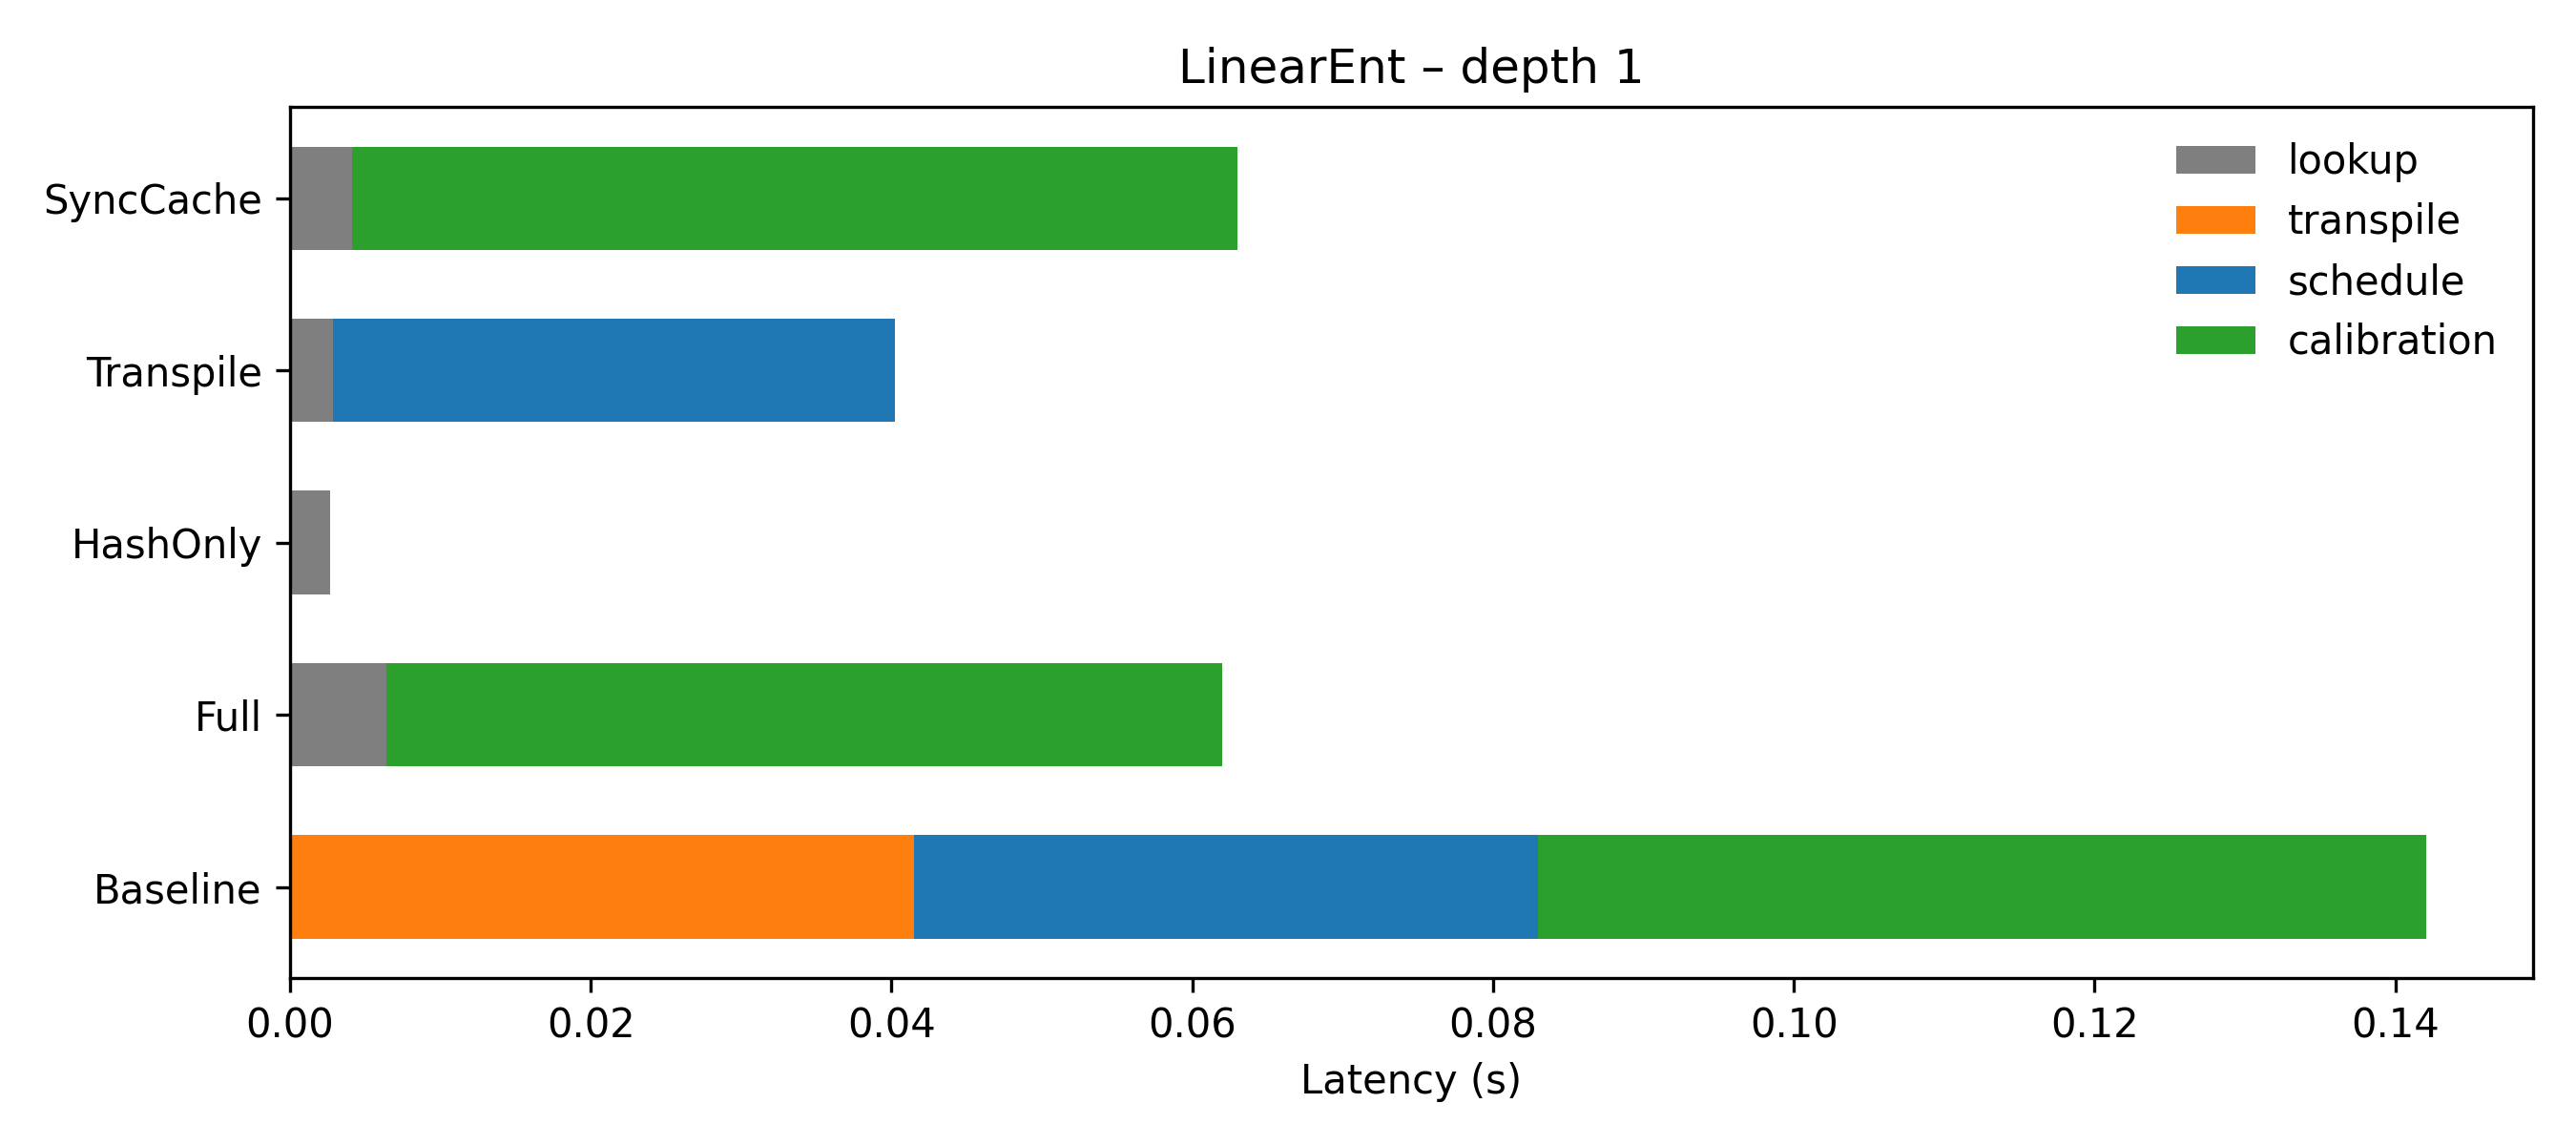 LinearEnt – depth 1
lookup
transpile
schedule
calibration
SyncCache
Transpile
HashOnly
Full
Baseline
0.00 0.02 0.04 0.06 0.08 0.10 0.12 0.14
Latency (s)